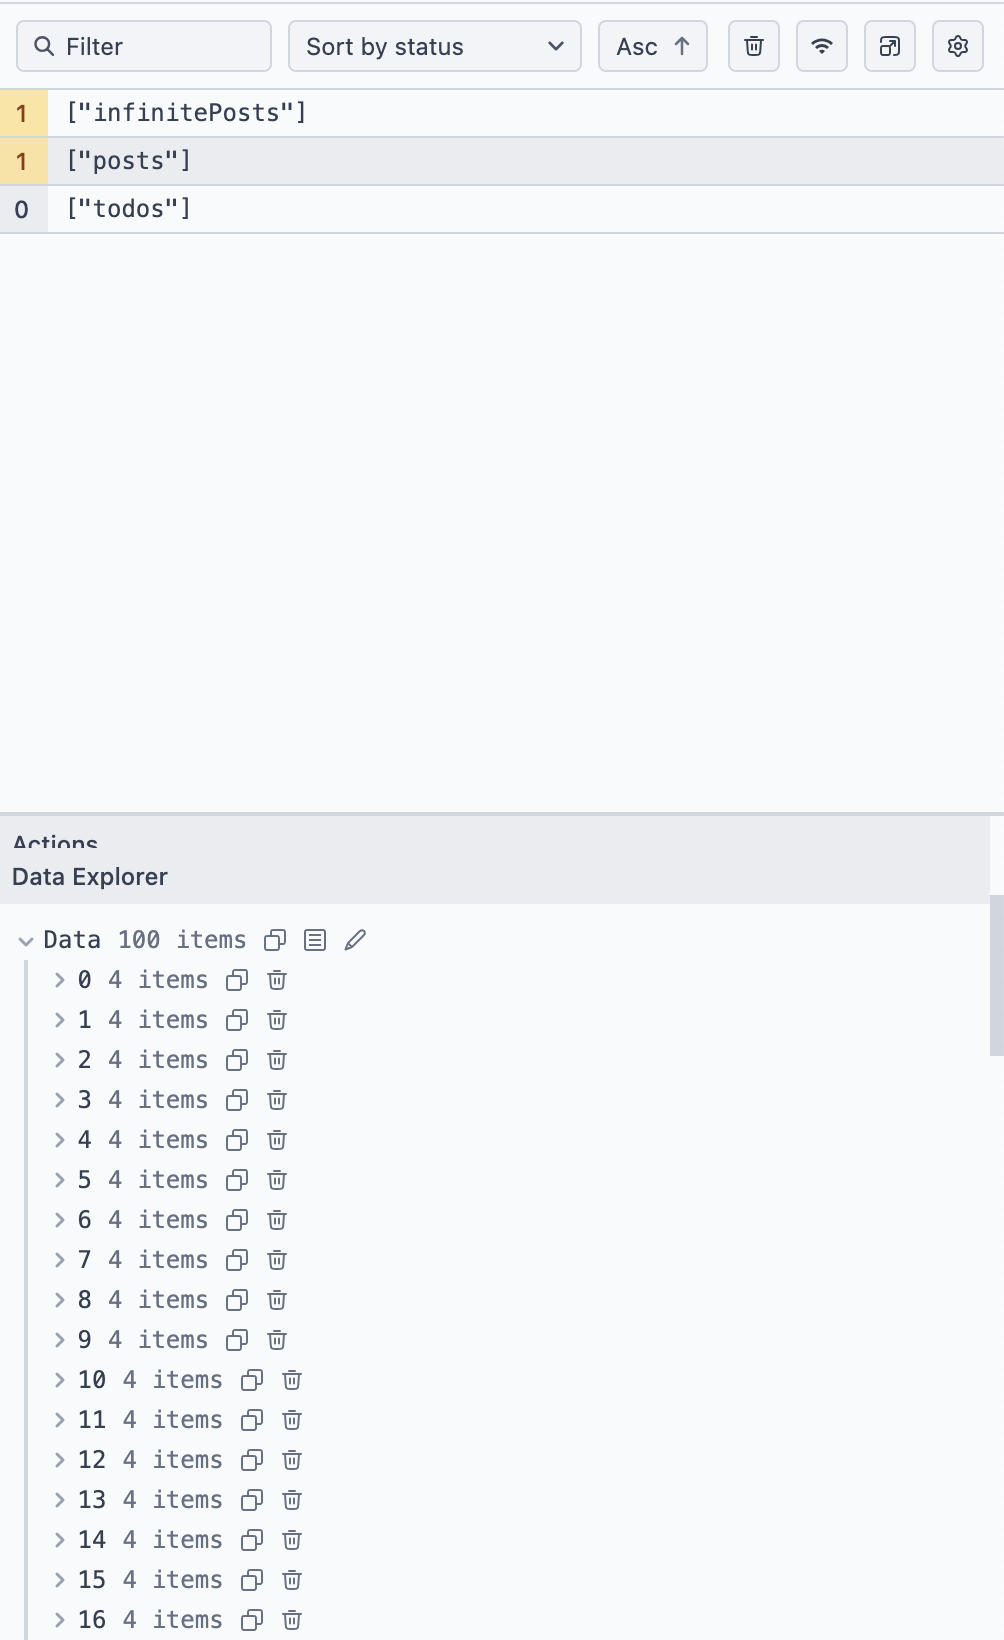 Filter
Sort by status
Asc ↑
1 ["infinitePosts"]
1 ["posts"]
0 ["todos"]
Actions
Data Explorer
Data 100 items
0 4 items
1 4 items
2 4 items
3 4 items
4 4 items
5 4 items
6 4 items
7 4 items
8 4 items
9 4 items
10 4 items
11 4 items
12 4 items
13 4 items
14 4 items
15 4 items
16 4 items